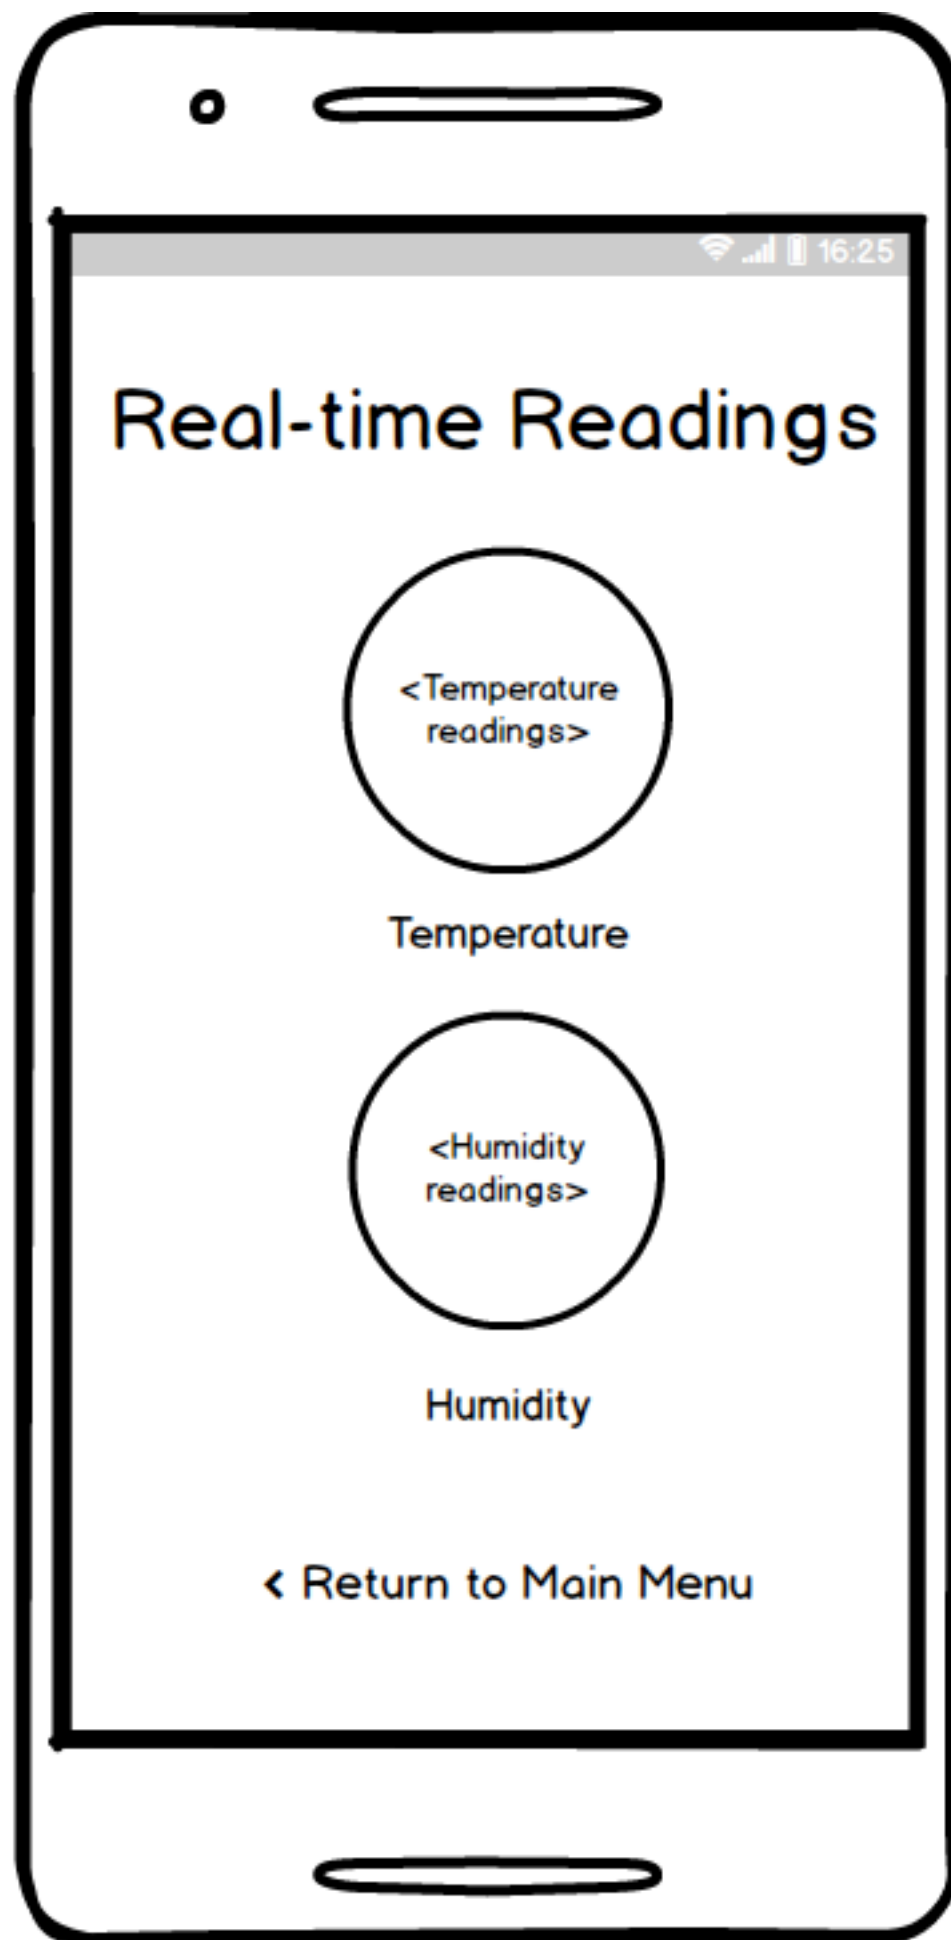 16:25
Real-time Readings
<Temperature
readings>
Temperature
<Humidity
readings>
Humidity
< Return to Main Menu